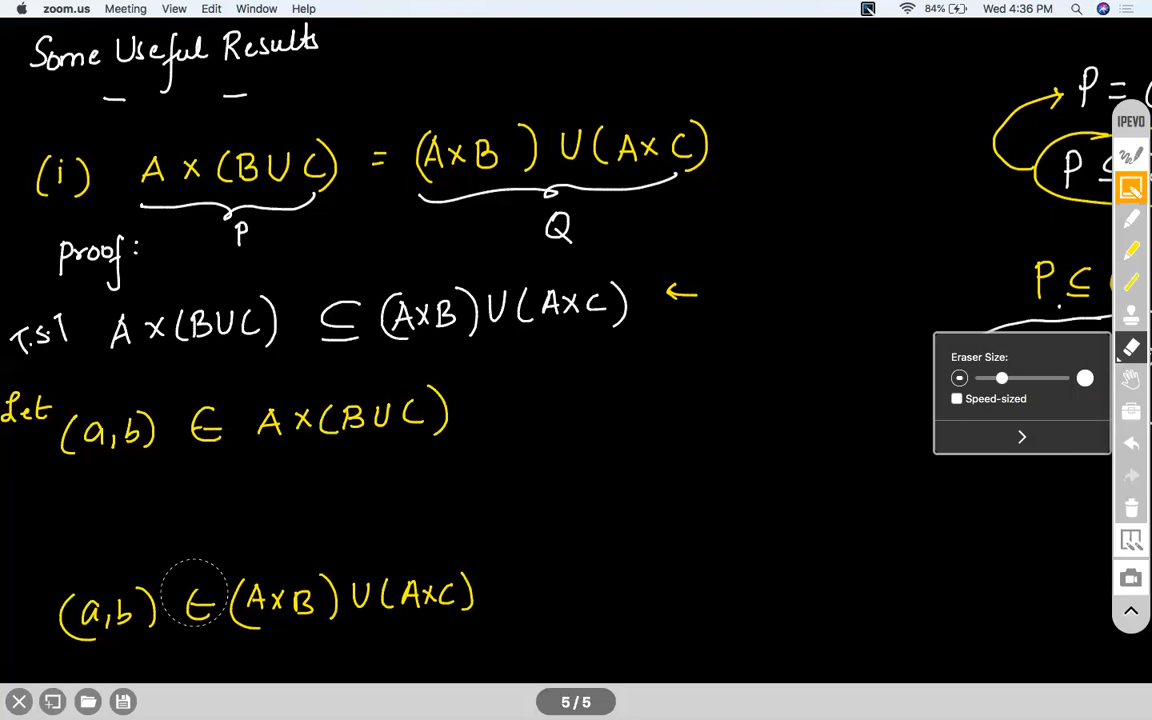 zoom.us Meeting View Edit Window Help 84% Wed 4:36 PM
Some Useful Results
P = (
(i) A × (B ∪ C) = (A×B) ∪ (A×C)
P ⊆
P Q
Proof:
P ⊆
T.S.T A × (B∪C) ⊆ (A×B) ∪ (A×C) ←
Let (a,b) ∈ A × (B∪C)
(a,b) ∈ (A×B) ∪ (A×C)
IPEVO
Eraser Size:
Speed-sized
5 / 5